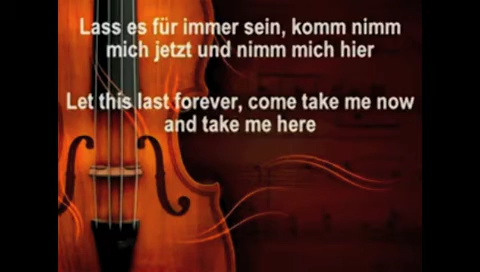 Lass es für immer sein, komm nimm
mich jetzt und nimm mich hier
Let this last forever, come take me now
and take me here